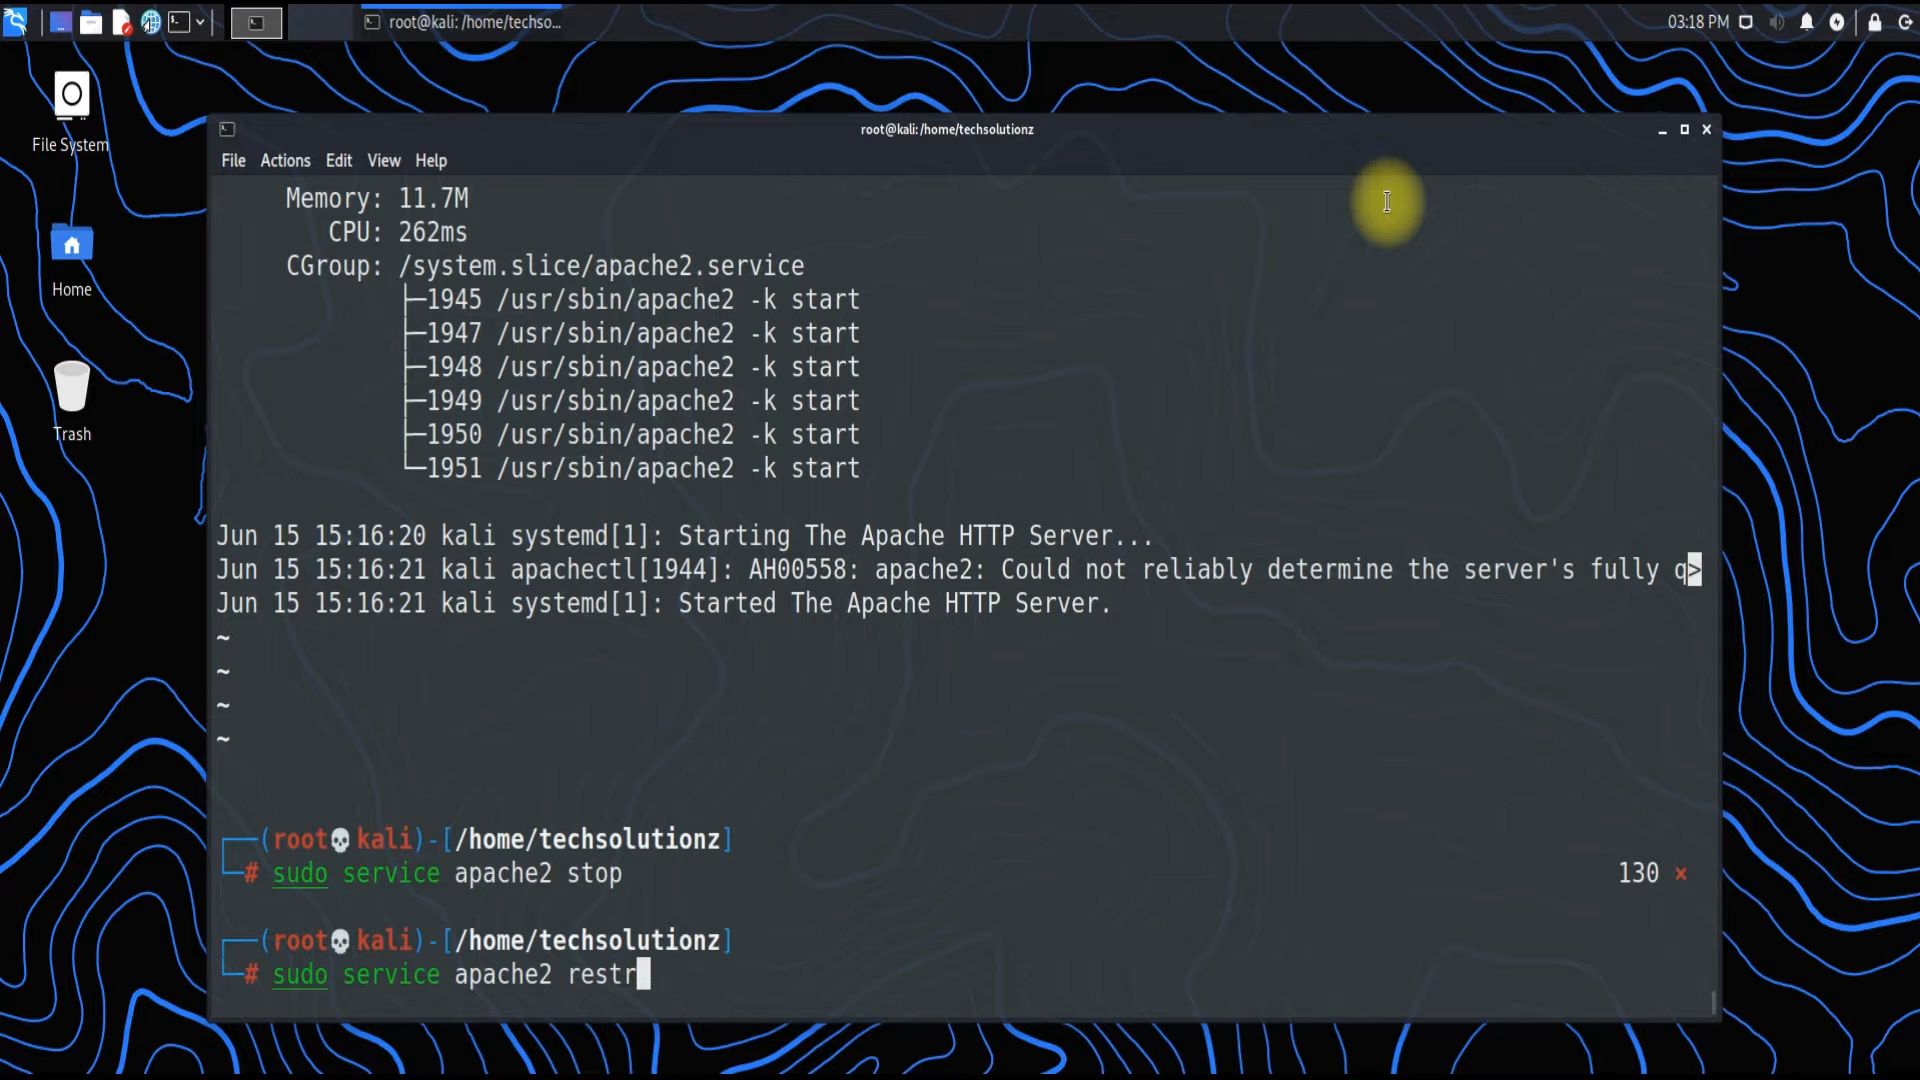 root@kali: /home/techso...
03:18 PM
File System
Home
Trash
root@kali:/home/techsolutionz
File Actions Edit View Help
Memory: 11.7M
CPU: 262ms
CGroup: /system.slice/apache2.service
├─1945 /usr/sbin/apache2 -k start
├─1947 /usr/sbin/apache2 -k start
├─1948 /usr/sbin/apache2 -k start
├─1949 /usr/sbin/apache2 -k start
├─1950 /usr/sbin/apache2 -k start
└─1951 /usr/sbin/apache2 -k start
Jun 15 15:16:20 kali systemd[1]: Starting The Apache HTTP Server...
Jun 15 15:16:21 kali apachectl[1944]: AH00558: apache2: Could not reliably determine the server's fully q>
Jun 15 15:16:21 kali systemd[1]: Started The Apache HTTP Server.
~
~
~
~
┌──(root💀kali)-[/home/techsolutionz]
└─# sudo service apache2 stop 130 ×
┌──(root💀kali)-[/home/techsolutionz]
└─# sudo service apache2 restr